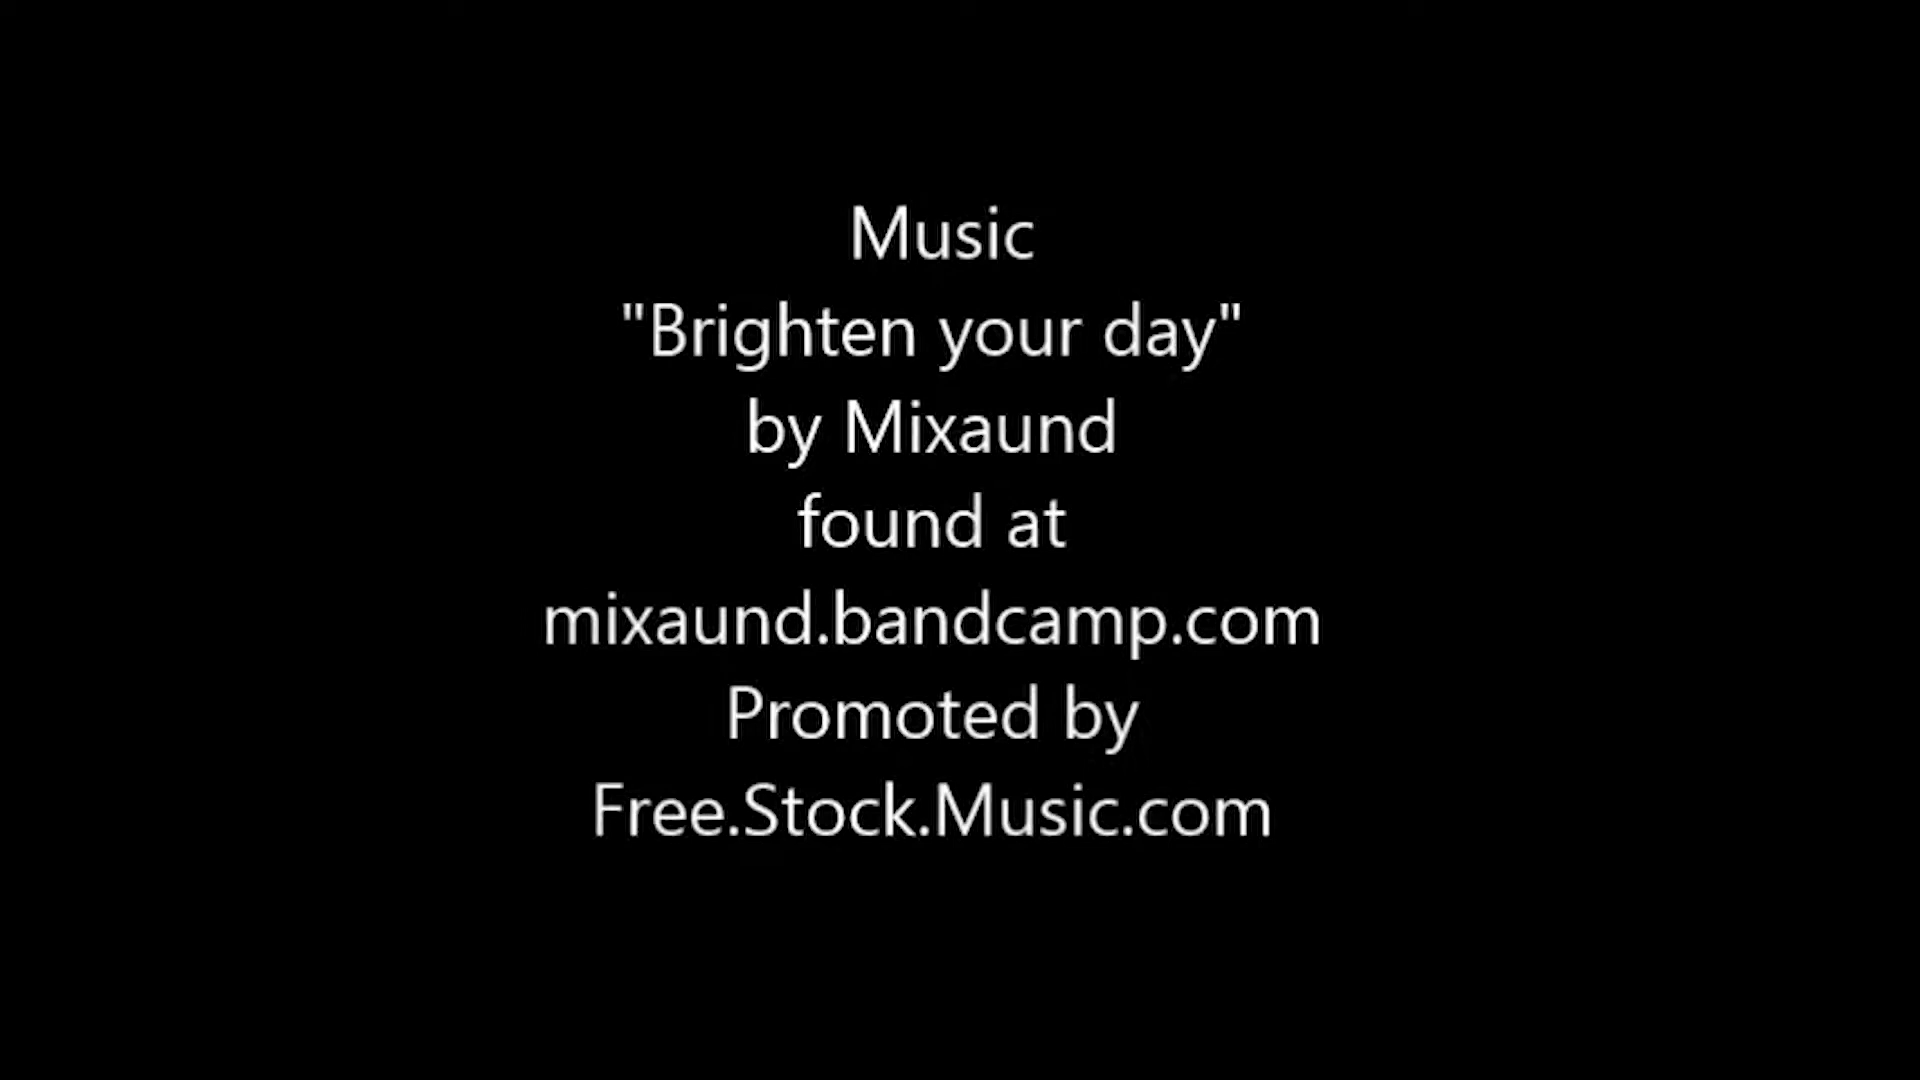 Music
"Brighten your day"
by Mixaund
found at
mixaund.bandcamp.com
Promoted by
Free.Stock.Music.com